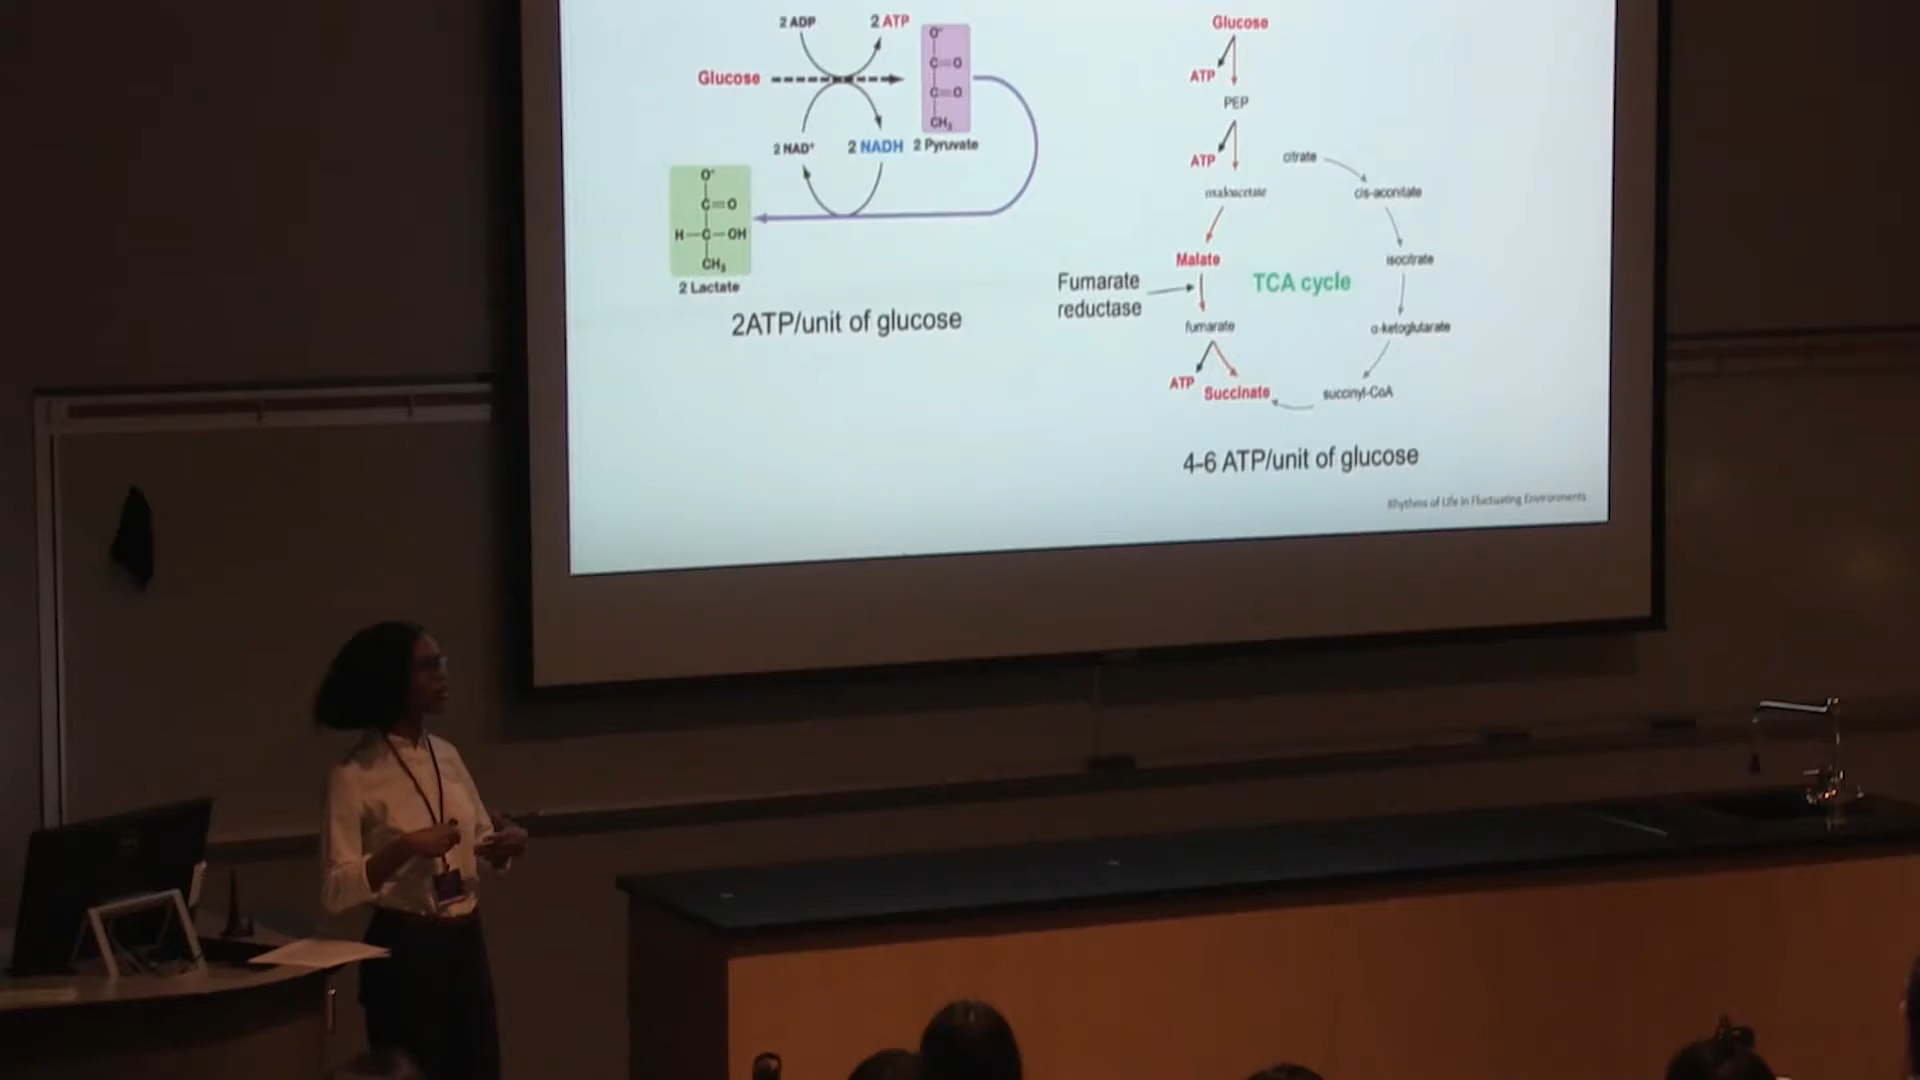 2 ADP
2 ATP
Glucose
2 NAD⁺
2 NADH
2 Pyruvate
O⁻
C=O
C=O
CH₃
O⁻
C=O
H-C-OH
CH₃
2 Lactate
2ATP/unit of glucose
Glucose
ATP
PEP
ATP
oxaloacetate
citrate
cis-aconitate
Malate
isocitrate
Fumarate
reductase
TCA cycle
fumarate
α-ketoglutarate
ATP
Succinate
succinyl-CoA
4-6 ATP/unit of glucose
Rhythms of Life in Fluctuating Environments